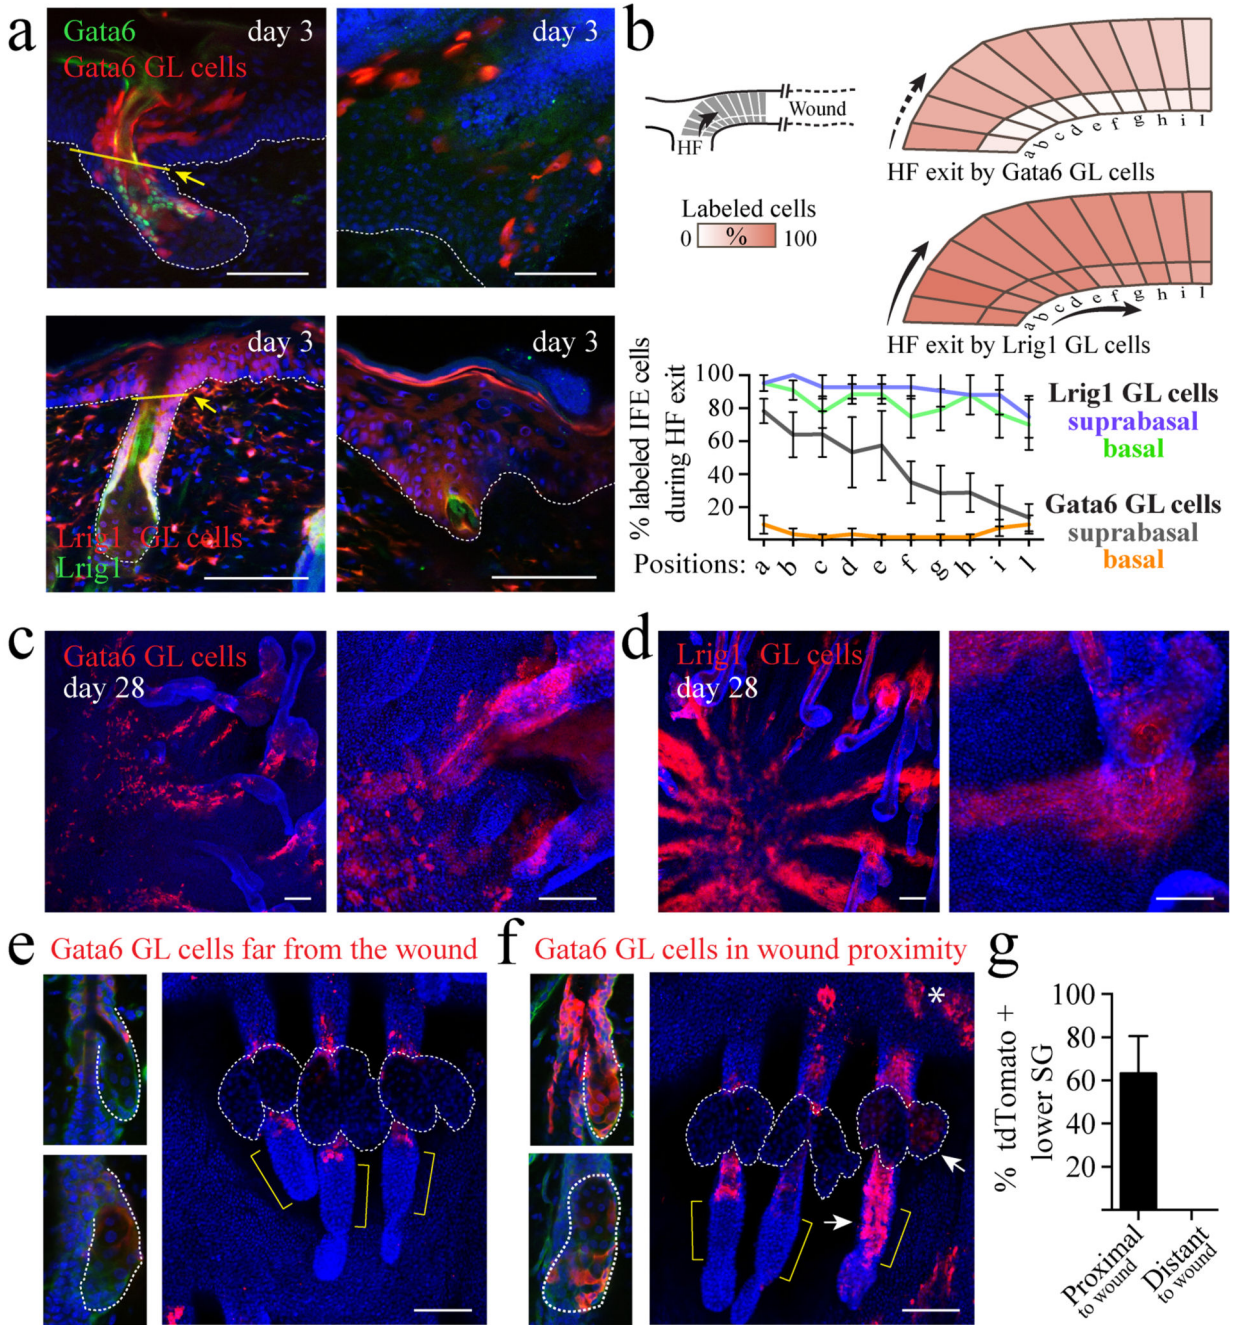 a
Gata6
Gata6 GL cells
day 3
day 3
day 3
Lrig1 GL cells
Lrig1
day 3
b
Wound
HF
Labeled cells
0 % 100
a b c d e f g h i l
HF exit by Gata6 GL cells
a b c d e f g h i l
HF exit by Lrig1 GL cells
% labeled IFE cells
during HF exit
100
80
60
40
20
Positions: a b c d e f g h i l
Lrig1 GL cells
suprabasal
basal
Gata6 GL cells
suprabasal
basal
c
Gata6 GL cells
day 28
d
Lrig1 GL cells
day 28
e
Gata6 GL cells far from the wound
f
Gata6 GL cells in wound proximity
*
g
% tdTomato +
lower SG
100
80
60
40
20
Proximal
to wound
Distant
to wound